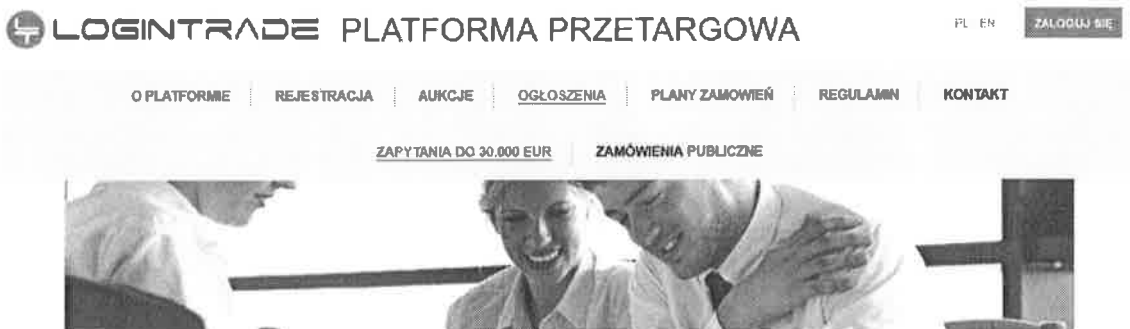 LOGINTRADE PLATFORMA PRZETARGOWA
PL EN
ZALOGUJ SIĘ
O PLATFORMIE REJESTRACJA AUKCJE OGŁOSZENIA PLANY ZAMOWIEŃ REGULAMIN KONTAKT
ZAPYTANIA DO 30.000 EUR ZAMÓWIENIA PUBLICZNE